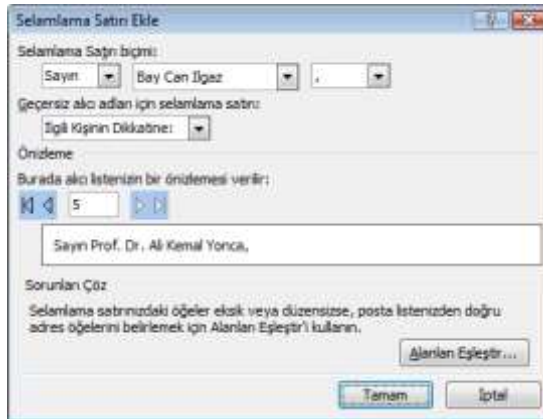 Selamlama Satırı Ekle
Selamlama Satırı biçimi:
Sayın Bay Can Ilgaz ,
Geçersiz alıcı adları için selamlama satırı:
İlgili Kişinin Dikkatine:
Önizleme
Burada alıcı listenizin bir önizlemesi verilir:
5
Sayın Prof. Dr. Ali Kemal Yonca,
Sorunları Çöz
Selamlama satırınızdaki öğeler eksik veya düzensizse, posta listenizden doğru
adres öğelerini belirlemek için Alanları Eşleştir'i kullanın.
Alanları Eşleştir...
Tamam İptal